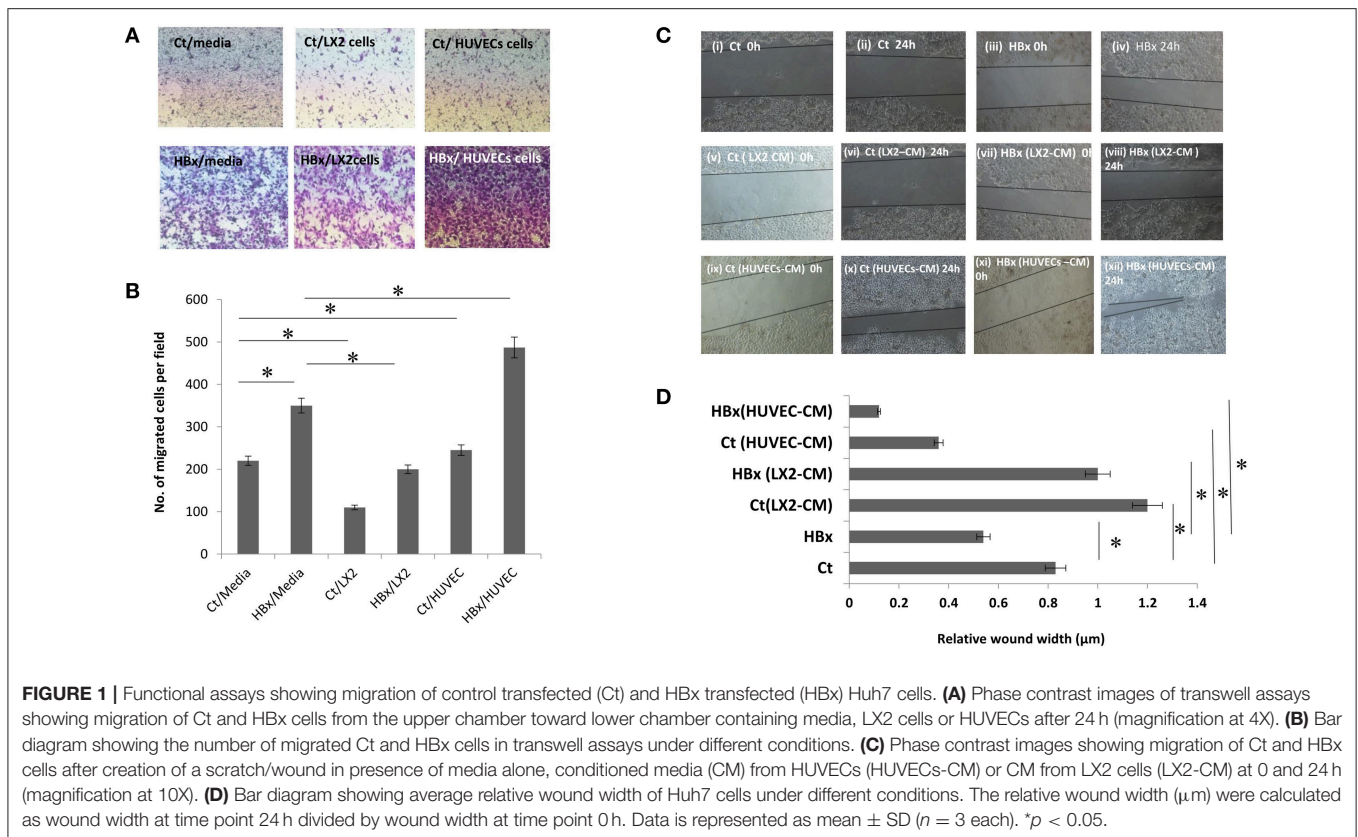 A
Ct/media
Ct/LX2 cells
Ct/ HUVECs cells
HBx/media
HBx/LX2cells
HBx/ HUVECs cells
B
No. of migrated cells per field
600
500
400
300
200
100
0
*
*
*
*
*
Ct/Media
HBx/Media
Ct/LX2
HBx/LX2
Ct/HUVEC
HBx/HUVEC
C
(i) Ct 0h
(ii) Ct 24h
(iii) HBx 0h
(iv) HBx 24h
(v) Ct ( LX2 CM) 0h
(vi) Ct (LX2–CM) 24h
(vii) HBx (LX2-CM) 0h
(viii) HBx (LX2-CM )
24h
(ix) Ct (HUVECs-CM) 0h
(x) Ct (HUVECs-CM) 24h
(xi) HBx (HUVECs –CM)
0h
(xii) HBx (HUVECs-CM)
24h
D
HBx(HUVEC-CM)
Ct (HUVEC-CM)
HBx (LX2-CM)
Ct(LX2-CM)
HBx
Ct
*
*
*
*
*
0 0.2 0.4 0.6 0.8 1 1.2 1.4
Relative wound width (µm)
FIGURE 1 | Functional assays showing migration of control transfected (Ct) and HBx transfected (HBx) Huh7 cells. (A) Phase contrast images of transwell assays
showing migration of Ct and HBx cells from the upper chamber toward lower chamber containing media, LX2 cells or HUVECs after 24 h (magnification at 4X). (B) Bar
diagram showing the number of migrated Ct and HBx cells in transwell assays under different conditions. (C) Phase contrast images showing migration of Ct and HBx
cells after creation of a scratch/wound in presence of media alone, conditioned media (CM) from HUVECs (HUVECs-CM) or CM from LX2 cells (LX2-CM) at 0 and 24 h
(magnification at 10X). (D) Bar diagram showing average relative wound width of Huh7 cells under different conditions. The relative wound width (µm) were calculated
as wound width at time point 24 h divided by wound width at time point 0 h. Data is represented as mean ± SD (n = 3 each). *p < 0.05.